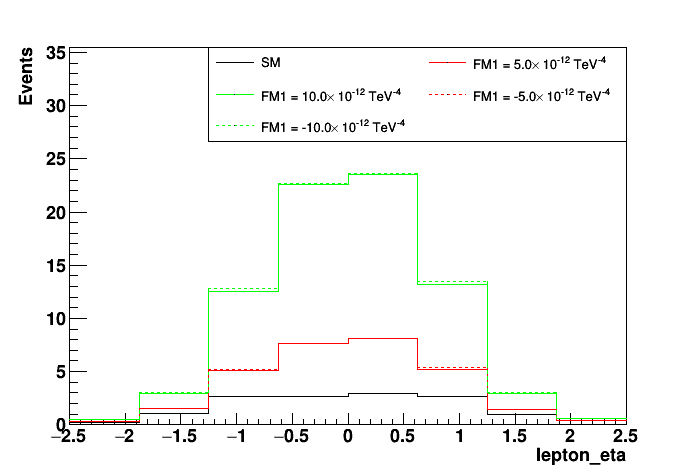 Events
35
30
25
20
15
10
5
0
SM
FM1 = 5.0× 10⁻¹² TeV⁻⁴
FM1 = 10.0× 10⁻¹² TeV⁻⁴
FM1 = -5.0× 10⁻¹² TeV⁻⁴
FM1 = -10.0× 10⁻¹² TeV⁻⁴
−2.5 −2 −1.5 −1 −0.5 0 0.5 1 1.5 2 2.5
lepton_eta